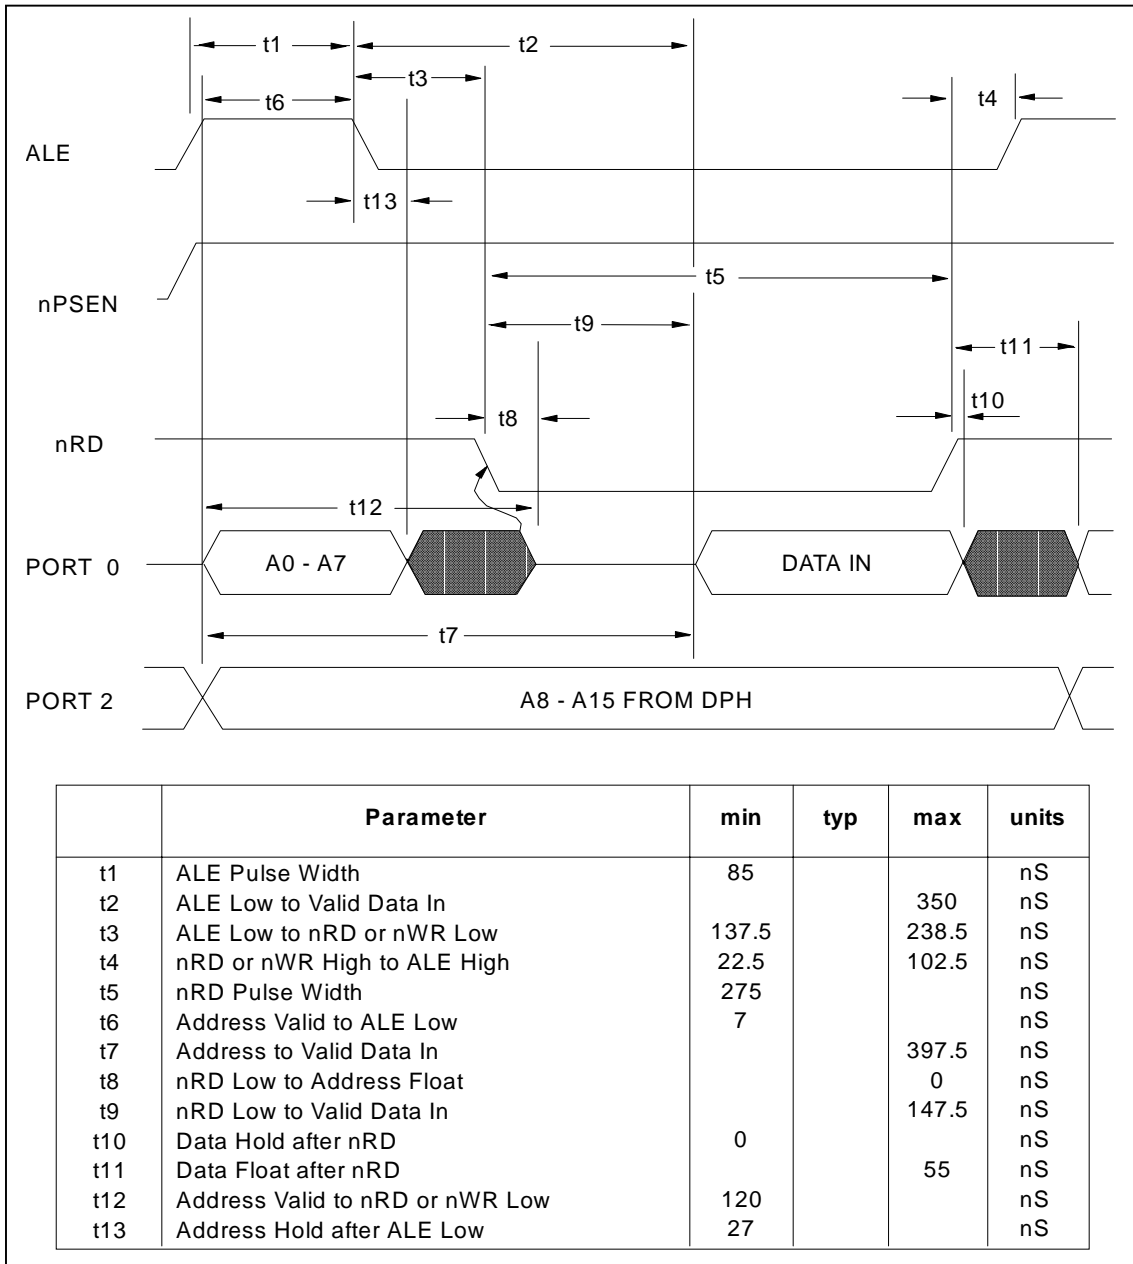 t1
t2
t3
t4
t6
ALE
t13
t5
nPSEN
t9
t11
t10
t8
nRD
t12
PORT 0
A0 - A7
DATA IN
t7
PORT 2
A8 - A15 FROM DPH
Parameter min typ max units
t1 ALE Pulse Width 85 nS
t2 ALE Low to Valid Data In 350 nS
t3 ALE Low to nRD or nWR Low 137.5 238.5 nS
t4 nRD or nWR High to ALE High 22.5 102.5 nS
t5 nRD Pulse Width 275 nS
t6 Address Valid to ALE Low 7 nS
t7 Address to Valid Data In 397.5 nS
t8 nRD Low to Address Float 0 nS
t9 nRD Low to Valid Data In 147.5 nS
t10 Data Hold after nRD 0 nS
t11 Data Float after nRD 55 nS
t12 Address Valid to nRD or nWR Low 120 nS
t13 Address Hold after ALE Low 27 nS